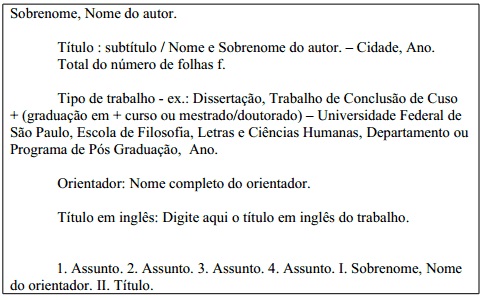 Sobrenome, Nome do autor.
Título : subtítulo / Nome e Sobrenome do autor. – Cidade, Ano.
Total do número de folhas f.
Tipo de trabalho - ex.: Dissertação, Trabalho de Conclusão de Cuso
+ (graduação em + curso ou mestrado/doutorado) – Universidade Federal de
São Paulo, Escola de Filosofia, Letras e Ciências Humanas, Departamento ou
Programa de Pós Graduação,  Ano.
Orientador: Nome completo do orientador.
Título em inglês: Digite aqui o título em inglês do trabalho.
1. Assunto. 2. Assunto. 3. Assunto. 4. Assunto. I. Sobrenome, Nome
do orientador. II. Título.